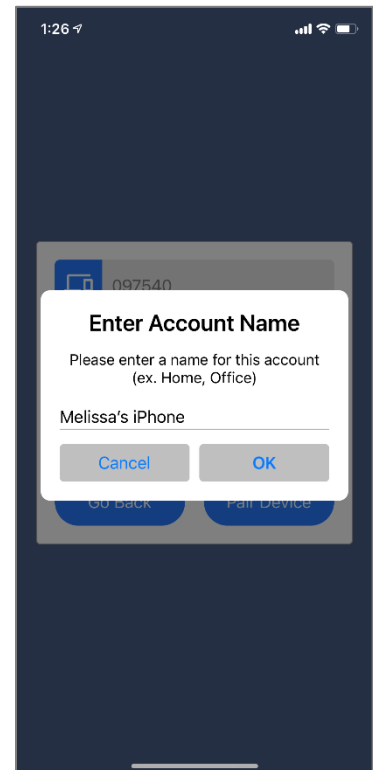 1:26
097540
Enter Account Name
Please enter a name for this account
(ex. Home, Office)
Melissa's iPhone
Cancel OK
Go Back Pair Device